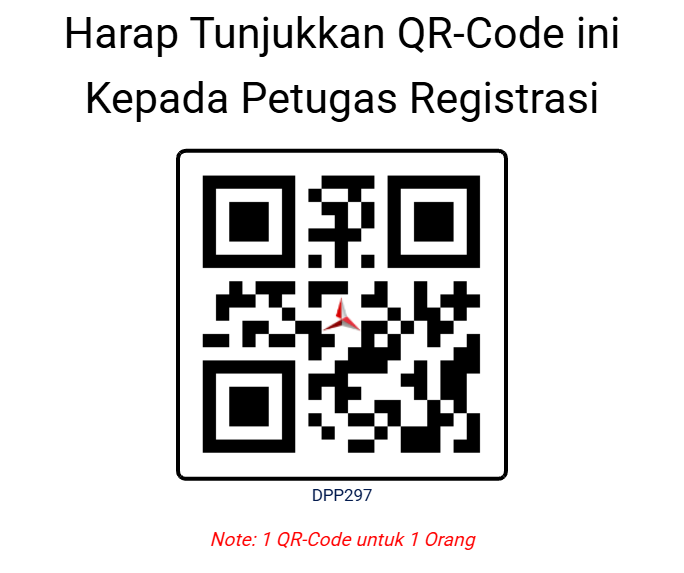 Harap Tunjukkan QR-Code ini
Kepada Petugas Registrasi
DPP297
Note: 1 QR-Code untuk 1 Orang